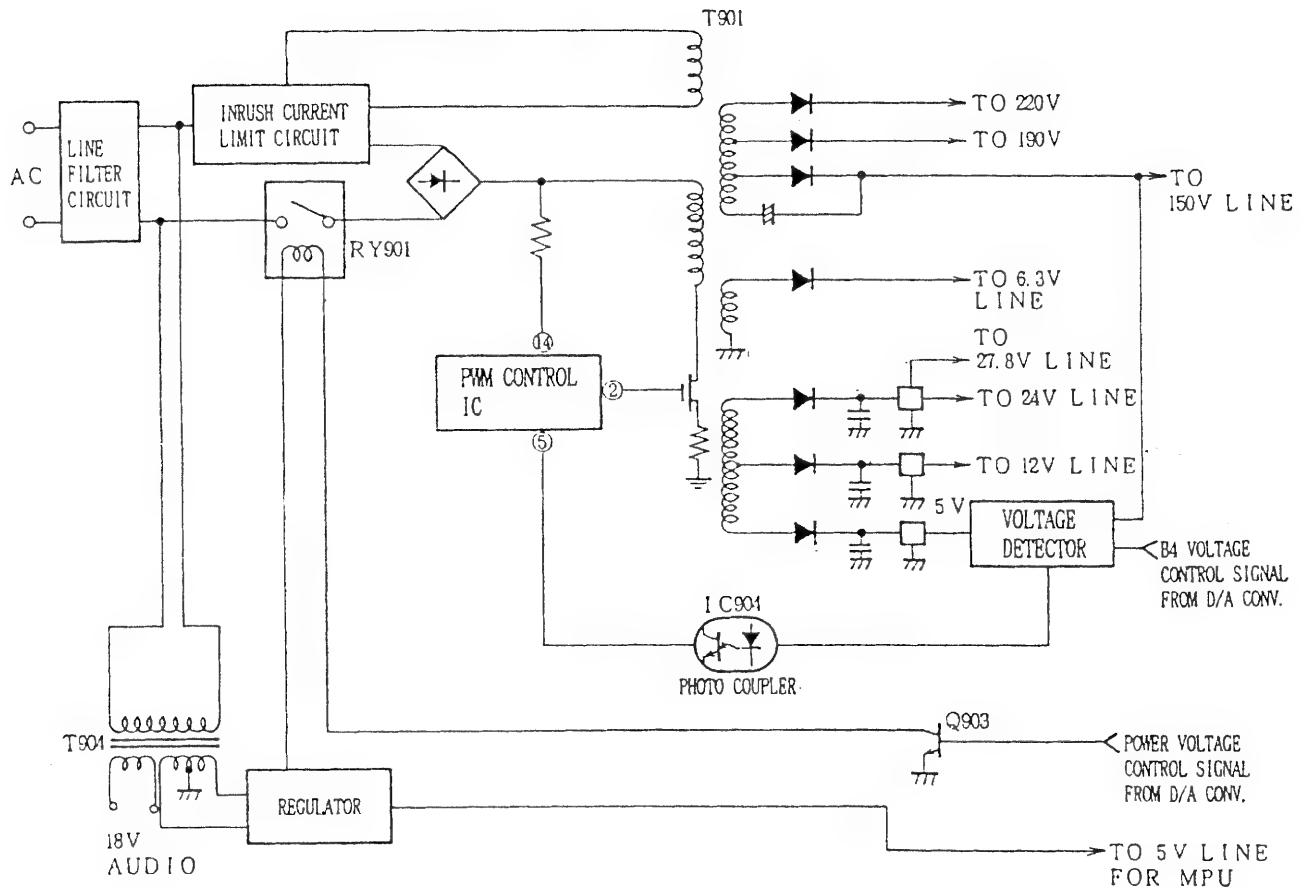 T901
INRUSH CURRENT
LIMIT CIRCUIT
AC
LINE
FILTER
CIRCUIT
RY901
TO 220V
TO 190V
TO
150V LINE
TO 6.3V
LINE
TO
27.8V LINE
TO 24V LINE
TO 12V LINE
14
PWM CONTROL
IC
2
5
5V
VOLTAGE
DETECTOR
B4 VOLTAGE
CONTROL SIGNAL
FROM D/A CONV.
IC901
PHOTO COUPLER
Q903
POWER VOLTAGE
CONTROL SIGNAL
FROM D/A CONV.
T904
REGULATOR
18V
AUDIO
TO 5V LINE
FOR MPU